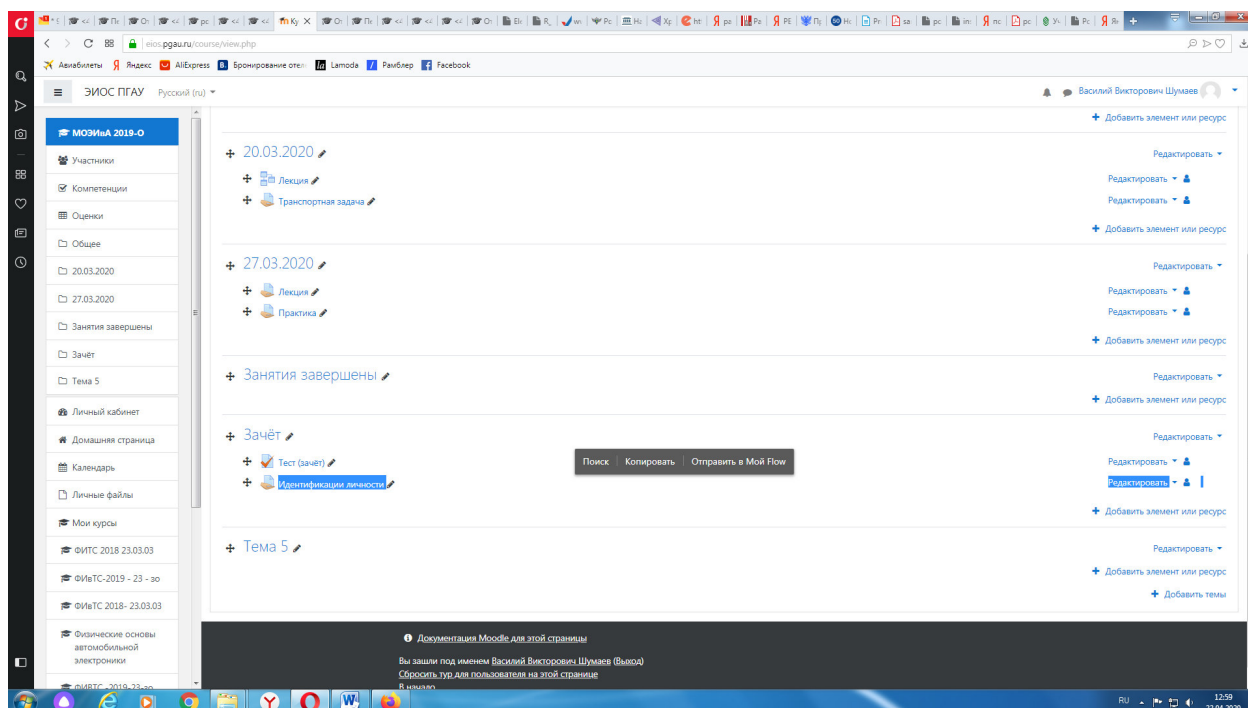 eios.pgau.ru/course/view.php
Авиабилеты Яндекс AliExpress Бронирование отел Lamoda Рамблер Facebook
ЭИОС ПГАУ Русский (ru) Василий Викторович Шумаев
МОЭИвА 2019-О
Участники
Компетенции
Оценки
Общее
20.03.2020
27.03.2020
Занятия завершены
Зачёт
Тема 5
Личный кабинет
Домашняя страница
Календарь
Личные файлы
Мои курсы
ФИТС 2018 23.03.03
ФИвТС-2019 - 23 - зо
ФИвТС 2018- 23.03.03
Физические основы
автомобильной
электроники
Добавить элемент или ресурс
20.03.2020 Редактировать
Лекция Редактировать
Транспортная задача Редактировать
Добавить элемент или ресурс
27.03.2020 Редактировать
Лекция Редактировать
Практика Редактировать
Добавить элемент или ресурс
Занятия завершены Редактировать
Добавить элемент или ресурс
Зачёт Редактировать
Поиск Копировать Отправить в Мой Flow
Тест (зачёт) Редактировать
Идентификации личности Редактировать
Добавить элемент или ресурс
Тема 5 Редактировать
Добавить элемент или ресурс
Добавить темы
Документация Moodle для этой страницы
Вы зашли под именем Василий Викторович Шумаев (Выход)
Сбросить тур для пользователя на этой странице
В начало
RU 12:59
22.04.2020